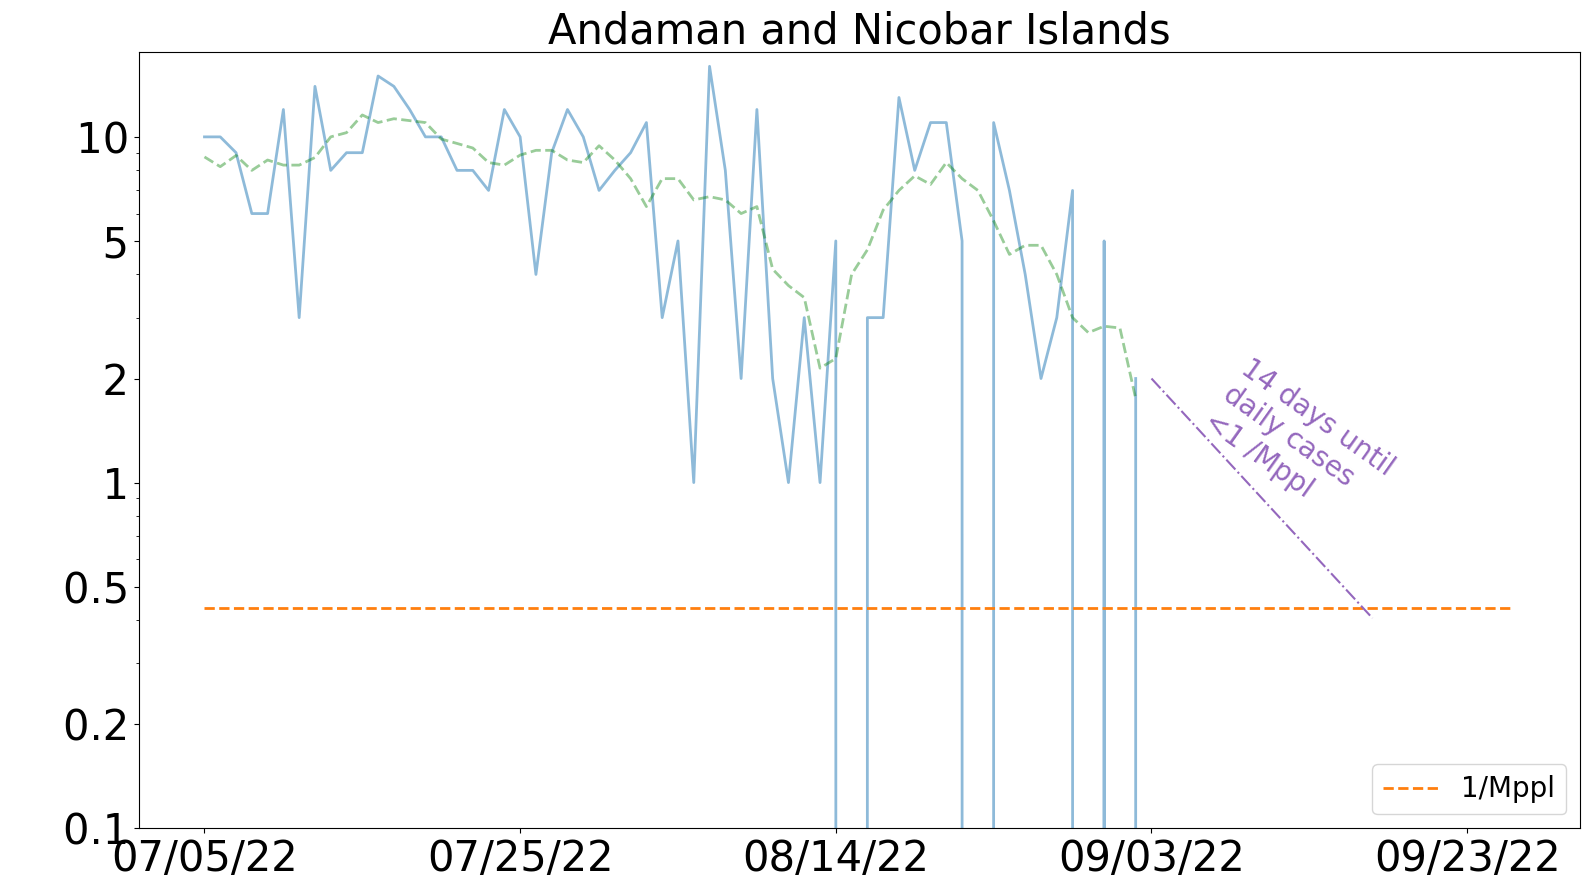 Andaman and Nicobar Islands
10
5
2
1
0.5
0.2
0.1
14 days until
daily cases
<1 /Mppl
1/Mppl
07/05/22
07/25/22
08/14/22
09/03/22
09/23/22